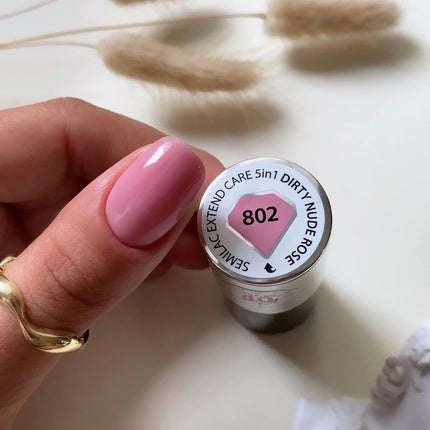 SEMILAC EXTEND CARE 5in1 DIRTY NUDE ROSE
802